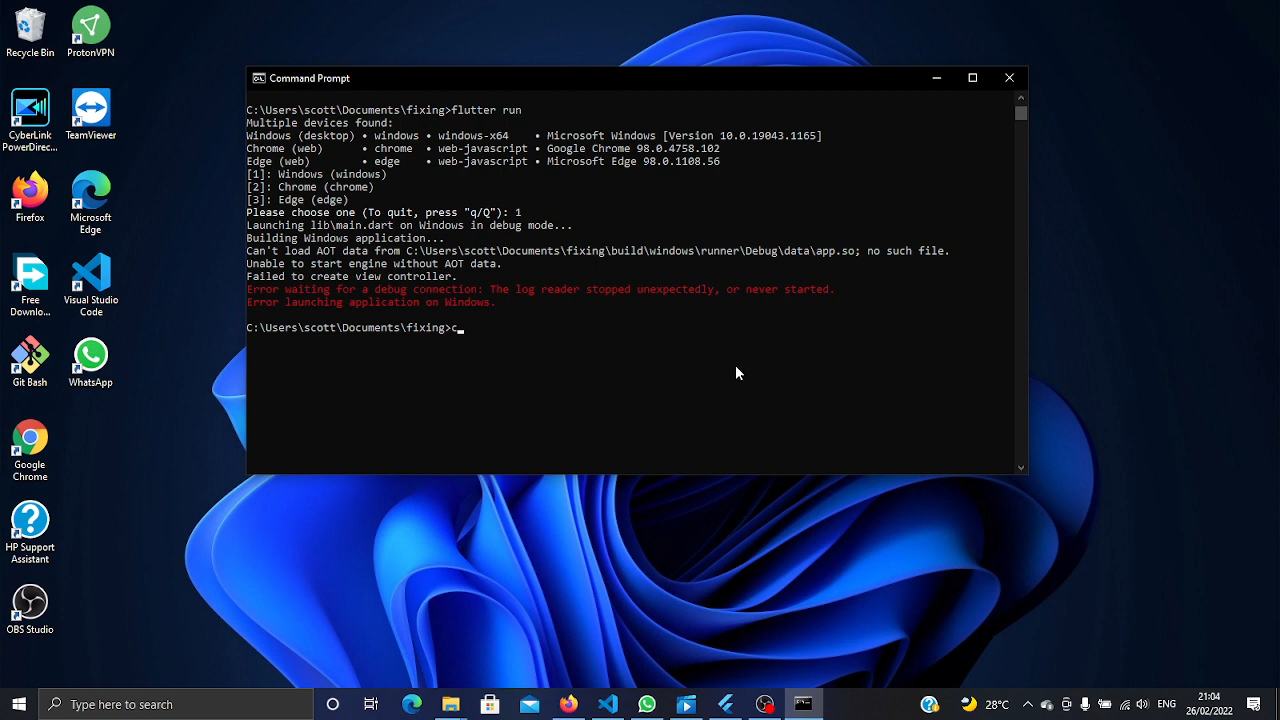 Recycle Bin
ProtonVPN
CyberLink
PowerDirec...
TeamViewer
Firefox
Microsoft
Edge
Free
Downlo...
Visual Studio
Code
Git Bash
WhatsApp
Google
Chrome
HP Support
Assistant
OBS Studio
Command Prompt
C:\Users\scott\Documents\fixing>flutter run
Multiple devices found:
Windows (desktop) • windows • windows-x64 • Microsoft Windows [Version 10.0.19043.1165]
Chrome (web) • chrome • web-javascript • Google Chrome 98.0.4758.102
Edge (web) • edge • web-javascript • Microsoft Edge 98.0.1108.56
[1]: Windows (windows)
[2]: Chrome (chrome)
[3]: Edge (edge)
Please choose one (To quit, press "q/Q"): 1
Launching lib\main.dart on Windows in debug mode...
Building Windows application...
Can't load AOT data from C:\Users\scott\Documents\fixing\build\windows\runner\Debug\data\app.so; no such file.
Unable to start engine without AOT data.
Failed to create view controller.
Error waiting for a debug connection: The log reader stopped unexpectedly, or never started.
Error launching application on Windows.
C:\Users\scott\Documents\fixing>c_
Type here to search
28°C
ENG
21:04
26/02/2022